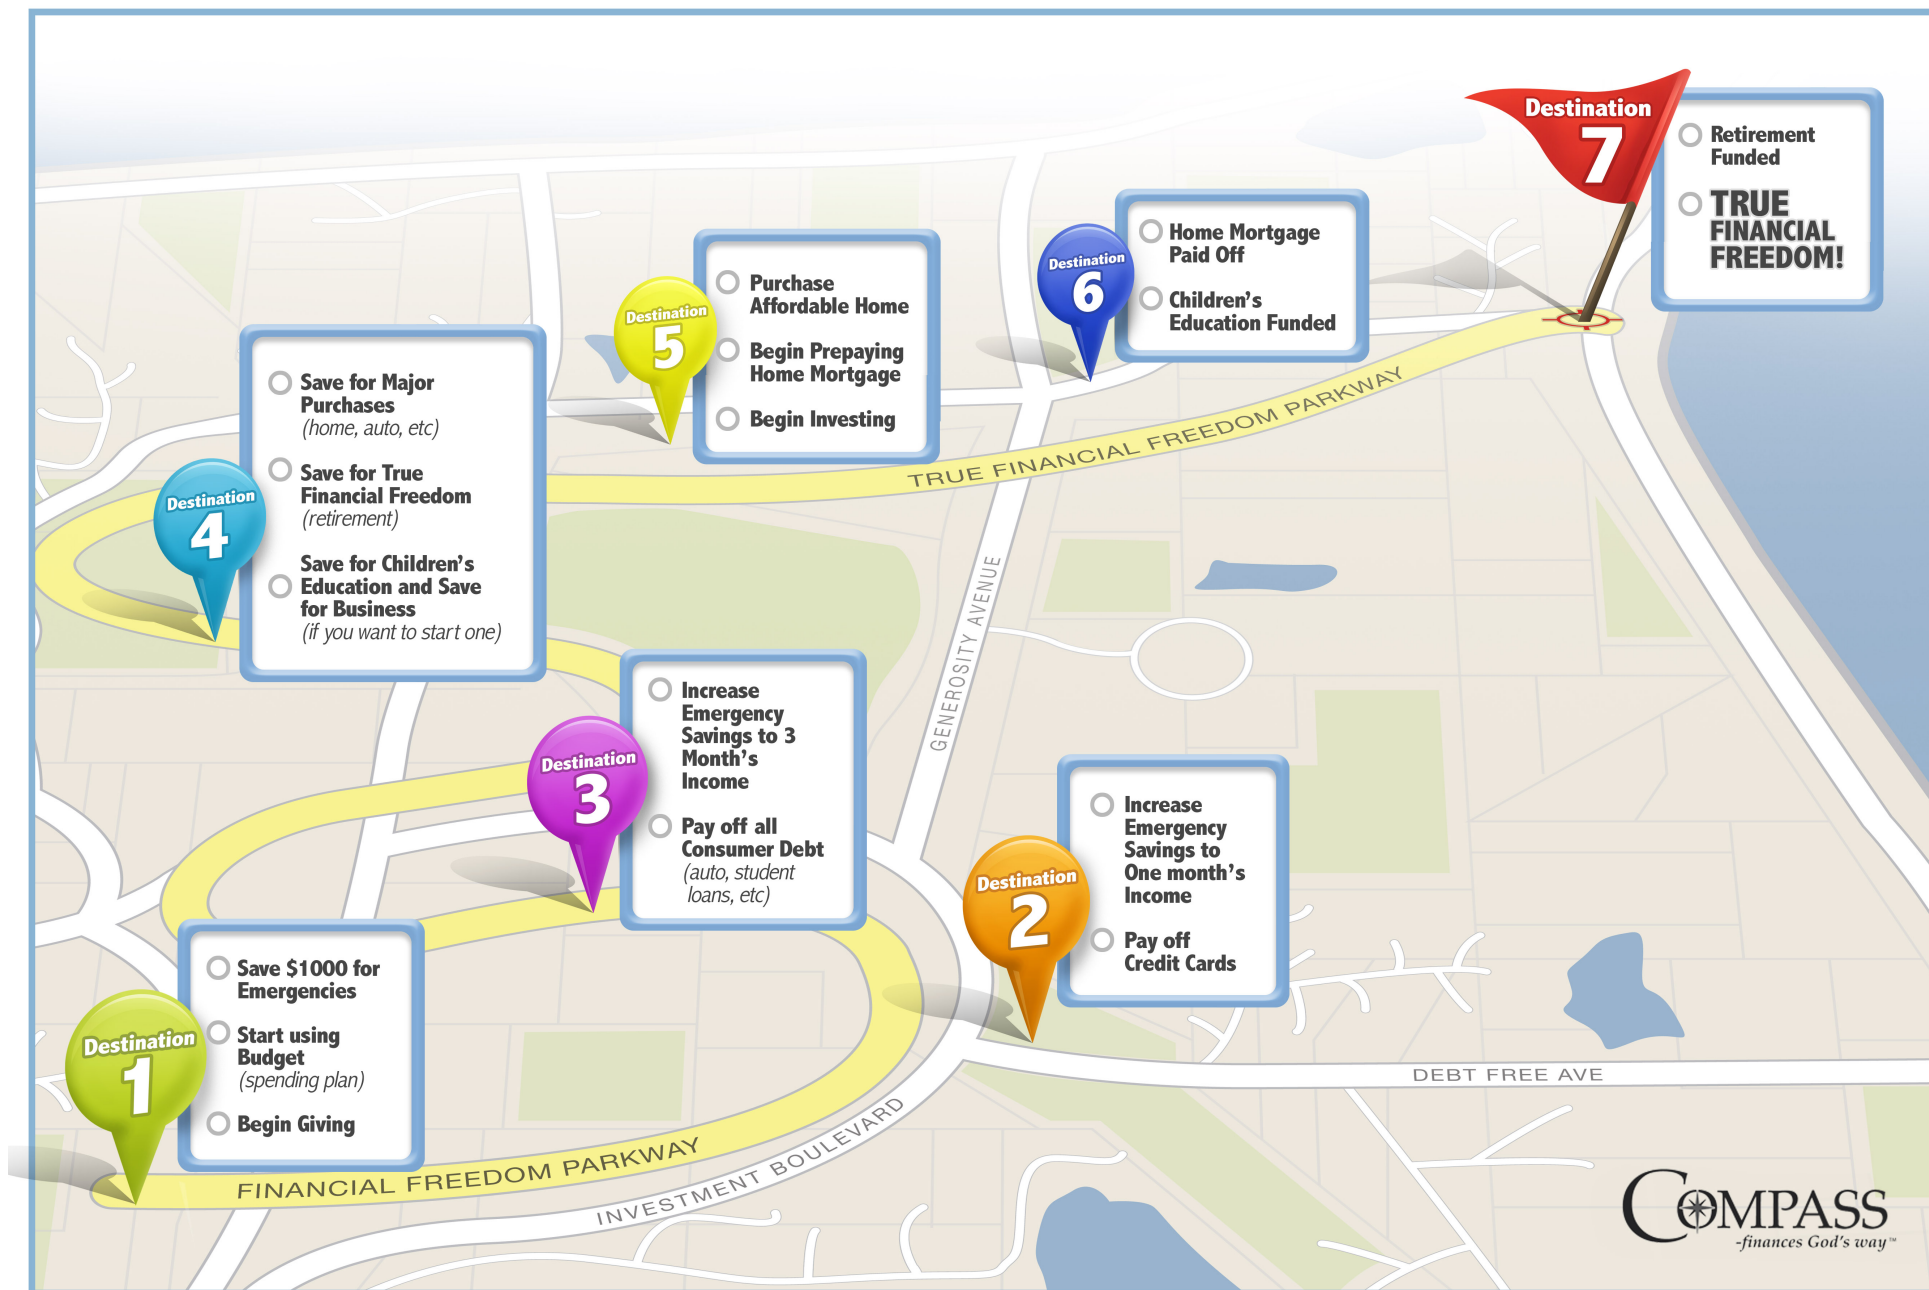 Destination
7
Retirement
Funded
TRUE
FINANCIAL
FREEDOM!
Destination
6
Home Mortgage
Paid Off
Children's
Education Funded
Destination
5
Purchase
Affordable Home
Begin Prepaying
Home Mortgage
Begin Investing
Destination
4
Save for Major
Purchases
(home, auto, etc)
Save for True
Financial Freedom
(retirement)
Save for Children's
Education and Save
for Business
(if you want to start one)
TRUE FINANCIAL FREEDOM PARKWAY
GENEROSITY AVENUE
Destination
3
Increase
Emergency
Savings to 3
Month's
Income
Pay off all
Consumer Debt
(auto, student
loans, etc)
Destination
2
Increase
Emergency
Savings to
One month's
Income
Pay off
Credit Cards
Destination
1
Save $1000 for
Emergencies
Start using
Budget
(spending plan)
Begin Giving
DEBT FREE AVE
FINANCIAL FREEDOM PARKWAY
INVESTMENT BOULEVARD
COMPASS
-finances God's way™